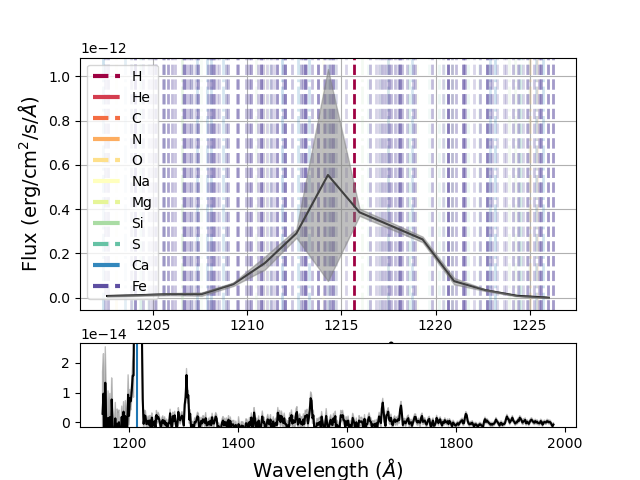 1e−12
Flux (erg/cm²/s/Å)
1.0
0.8
0.6
0.4
0.2
0.0
H
He
C
N
O
Na
Mg
Si
S
Ca
Fe
1205 1210 1215 1220 1225
1e−14
2
1
0
1200 1400 1600 1800 2000
Wavelength (Å)